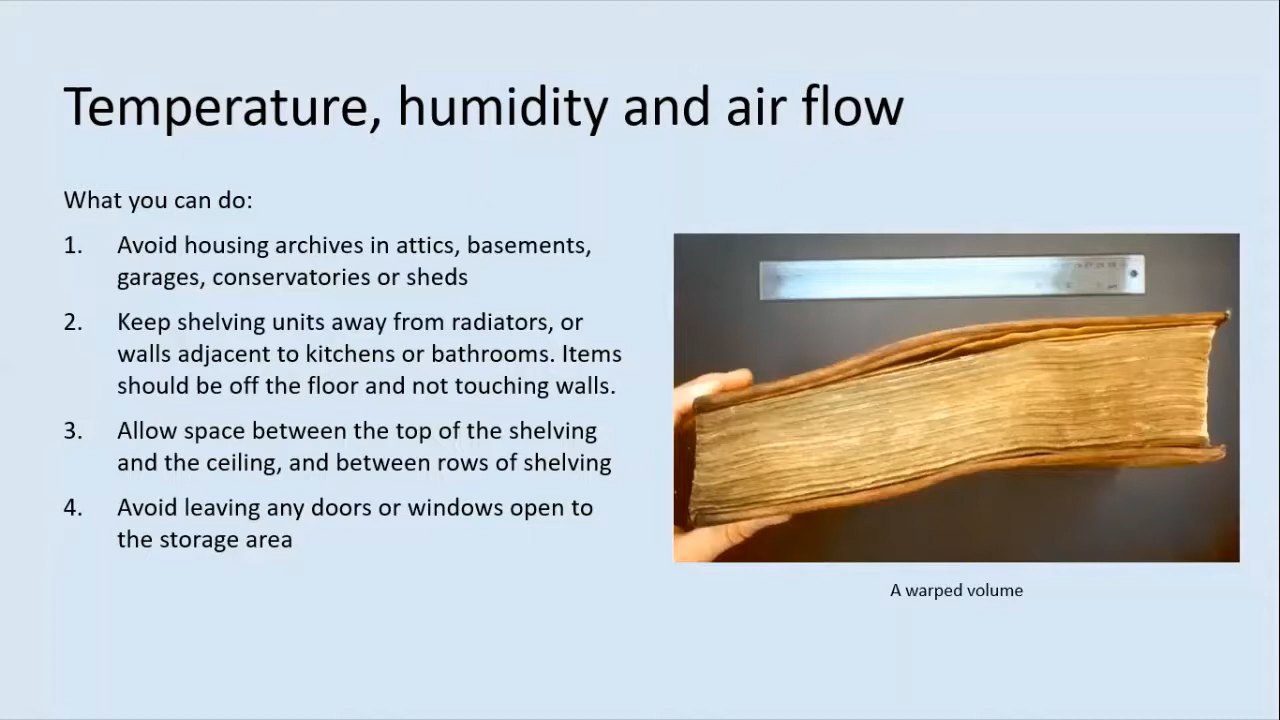 Temperature, humidity and air flow
What you can do:
1. Avoid housing archives in attics, basements,
garages, conservatories or sheds
2. Keep shelving units away from radiators, or
walls adjacent to kitchens or bathrooms. Items
should be off the floor and not touching walls.
3. Allow space between the top of the shelving
and the ceiling, and between rows of shelving
4. Avoid leaving any doors or windows open to
the storage area
A warped volume